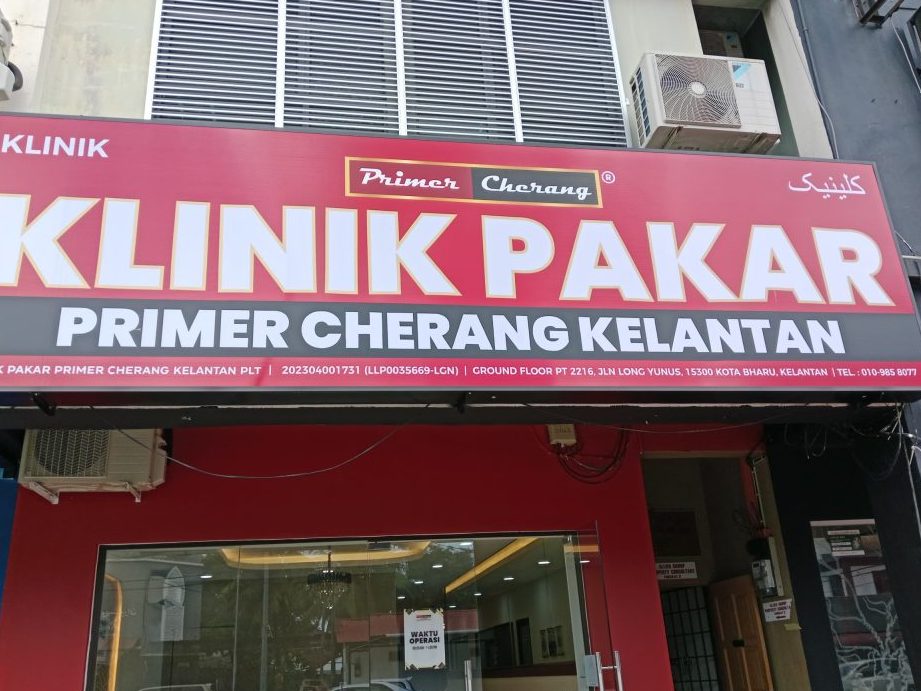 KLINIK
Primer Cherang ®
کلينيک
KLINIK PAKAR
PRIMER CHERANG KELANTAN
K PAKAR PRIMER CHERANG KELANTAN PLT | 202304001731 (LLP0035669-LGN) | GROUND FLOOR PT 2216, JLN LONG YUNUS, 15300 KOTA BHARU, KELANTAN | TEL : 010-985 8077
WAKTU
OPERASI